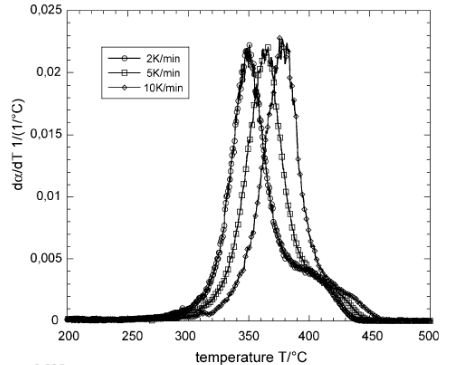 0,025
0,02
0,015
0,01
0,005
0
dα/dT 1/(1/°C)
2K/min
5K/min
10K/min
200 250 300 350 400 450 500
temperature T/°C